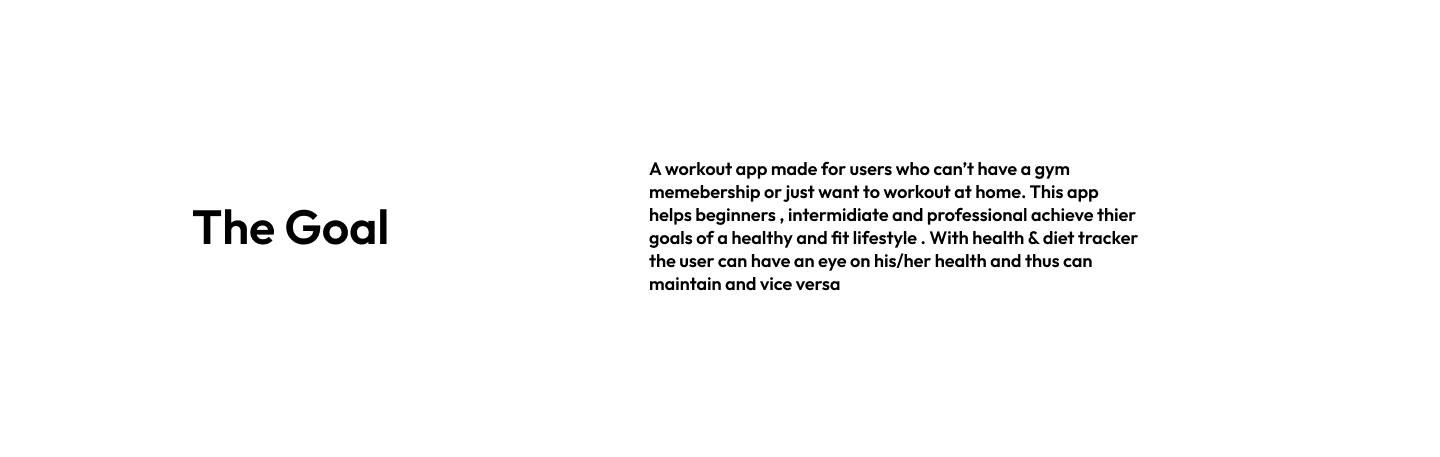 The Goal
A workout app made for users who can’t have a gym
memebership or just want to workout at home. This app
helps beginners , intermidiate and professional achieve thier
goals of a healthy and fit lifestyle . With health & diet tracker
the user can have an eye on his/her health and thus can
maintain and vice versa